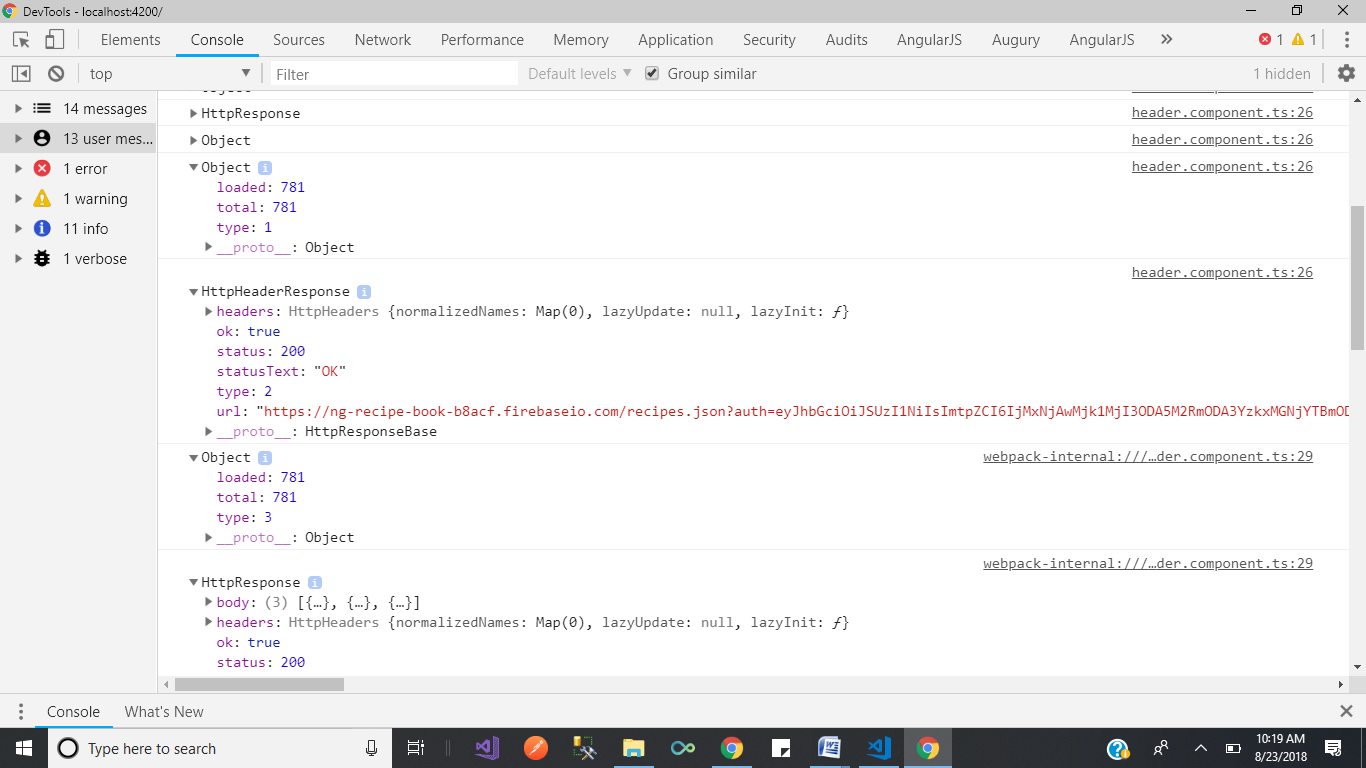 DevTools - localhost:4200/
Elements Console Sources Network Performance Memory Application Security Audits AngularJS Augury AngularJS » 1 1
top Filter Default levels Group similar 1 hidden
14 messages
13 user mes...
1 error
1 warning
11 info
1 verbose
HttpResponse header.component.ts:26
Object header.component.ts:26
Object i header.component.ts:26
loaded: 781
total: 781
type: 1
__proto__: Object
header.component.ts:26
HttpHeaderResponse i
headers: HttpHeaders {normalizedNames: Map(0), lazyUpdate: null, lazyInit: ƒ}
ok: true
status: 200
statusText: "OK"
type: 2
url: "https://ng-recipe-book-b8acf.firebaseio.com/recipes.json?auth=eyJhbGciOiJSUzI1NiIsImtpZCI6IjMxNjAwMjk1MjI3ODA5M2RmODA3YzkxMGNjYTBmOD
__proto__: HttpResponseBase
Object i webpack-internal:///…der.component.ts:29
loaded: 781
total: 781
type: 3
__proto__: Object
webpack-internal:///…der.component.ts:29
HttpResponse i
body: (3) [{…}, {…}, {…}]
headers: HttpHeaders {normalizedNames: Map(0), lazyUpdate: null, lazyInit: ƒ}
ok: true
status: 200
Console What's New
Type here to search
10:19 AM
8/23/2018